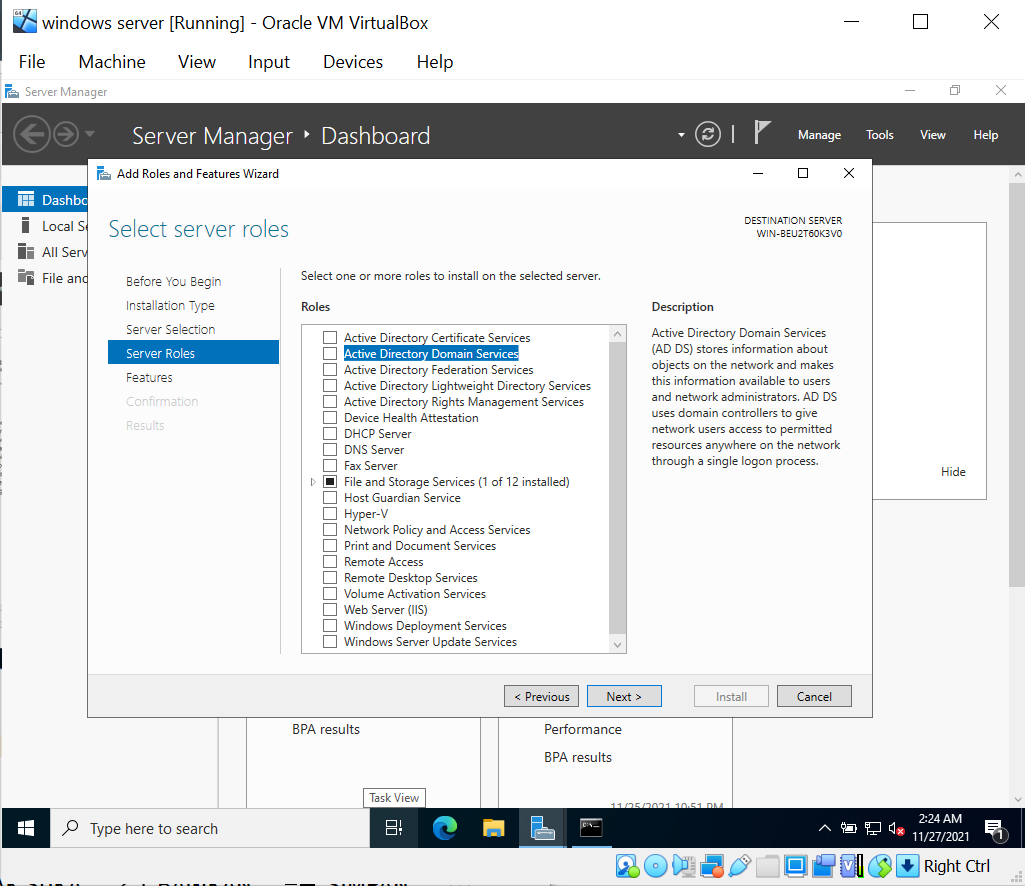 windows server [Running] - Oracle VM VirtualBox
File Machine View Input Devices Help
Server Manager
Server Manager ‣ Dashboard
Manage Tools View Help
Add Roles and Features Wizard
Dashbo
Local Se
All Serv
File and
Select server roles
DESTINATION SERVER
WIN-BEU2T60K3V0
Before You Begin
Installation Type
Server Selection
Server Roles
Features
Confirmation
Results
Select one or more roles to install on the selected server.
Roles
Active Directory Certificate Services
Active Directory Domain Services
Active Directory Federation Services
Active Directory Lightweight Directory Services
Active Directory Rights Management Services
Device Health Attestation
DHCP Server
DNS Server
Fax Server
File and Storage Services (1 of 12 installed)
Host Guardian Service
Hyper-V
Network Policy and Access Services
Print and Document Services
Remote Access
Remote Desktop Services
Volume Activation Services
Web Server (IIS)
Windows Deployment Services
Windows Server Update Services
Description
Active Directory Domain Services
(AD DS) stores information about
objects on the network and makes
this information available to users
and network administrators. AD DS
uses domain controllers to give
network users access to permitted
resources anywhere on the network
through a single logon process.
Hide
< Previous Next > Install Cancel
BPA results
Performance
BPA results
11/25/2021 10:51 PM
Task View
Type here to search
2:24 AM
11/27/2021
1
Right Ctrl